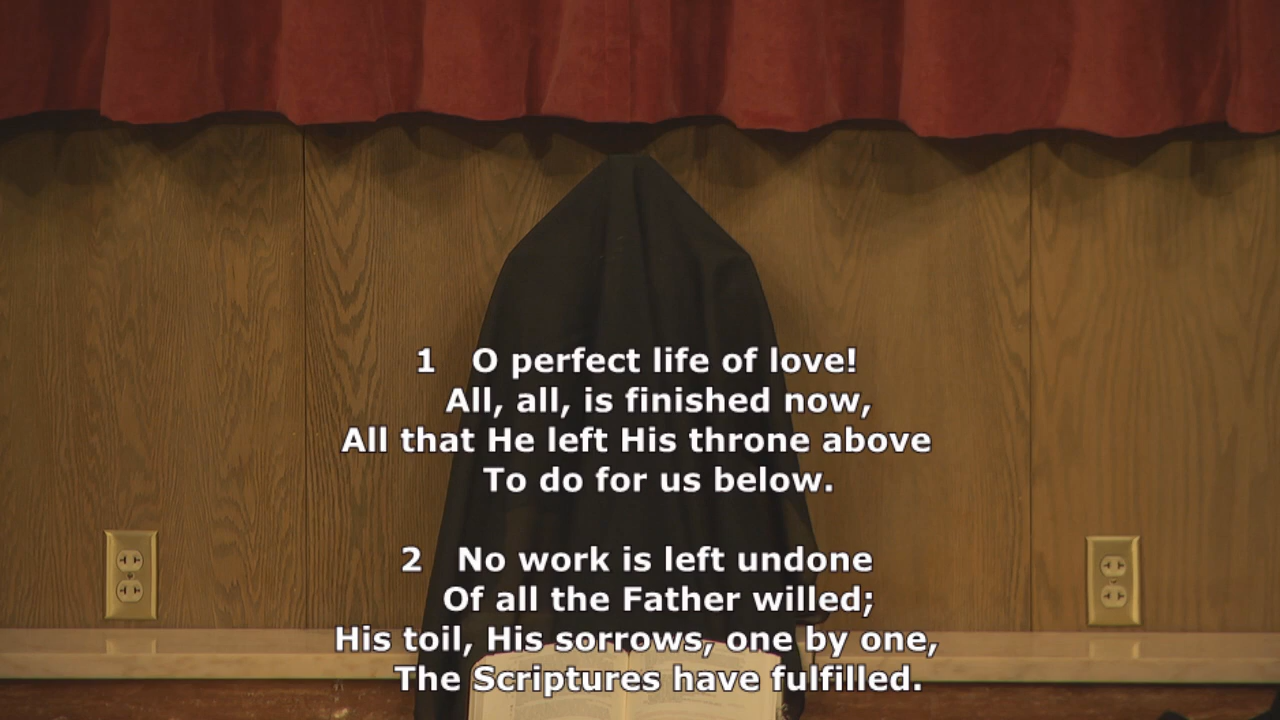 1 O perfect life of love!
All, all, is finished now,
All that He left His throne above
To do for us below.
2 No work is left undone
Of all the Father willed;
His toil, His sorrows, one by one,
The Scriptures have fulfilled.